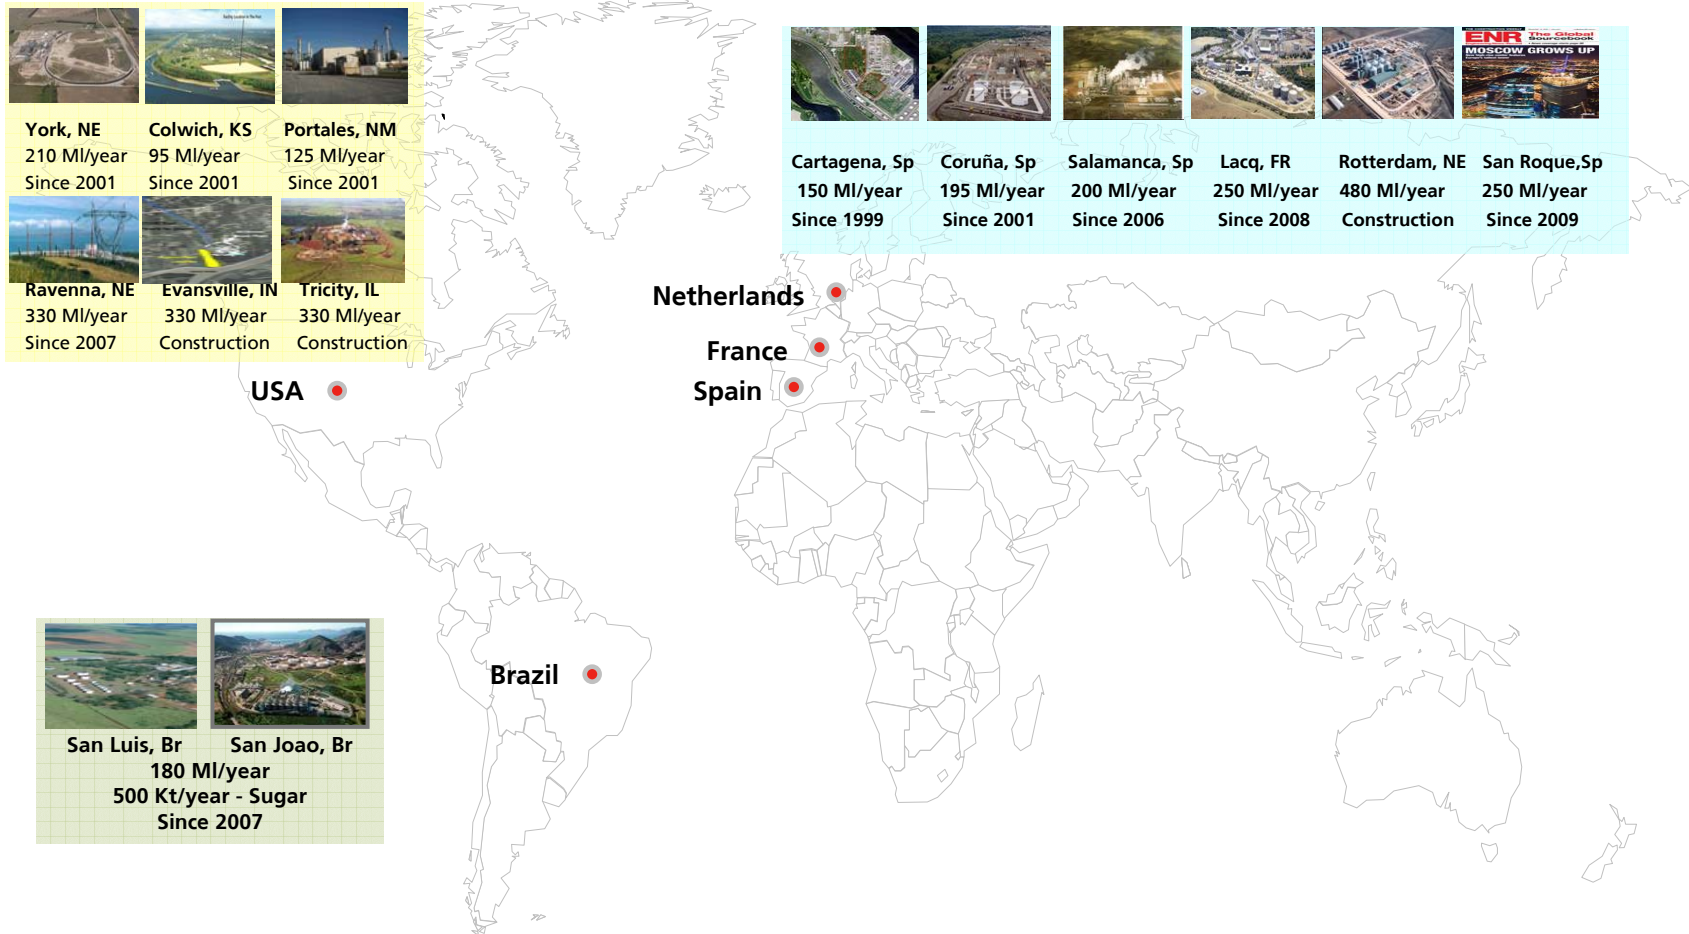 York, NE
210 Ml/year
Since 2001
Colwich, KS
95 Ml/year
Since 2001
Portales, NM
125 Ml/year
Since 2001
Ravenna, NE
330 Ml/year
Since 2007
Evansville, IN
330 Ml/year
Construction
Tricity, IL
330 Ml/year
Construction
USA
ENR
The Global
Sourcebook
MOSCOW GROWS UP
Cartagena, Sp
150 Ml/year
Since 1999
Coruña, Sp
195 Ml/year
Since 2001
Salamanca, Sp
200 Ml/year
Since 2006
Lacq, FR
250 Ml/year
Since 2008
Rotterdam, NE
480 Ml/year
Construction
San Roque,Sp
250 Ml/year
Since 2009
Netherlands
France
Spain
Brazil
San Luis, Br
San Joao, Br
180 Ml/year
500 Kt/year - Sugar
Since 2007